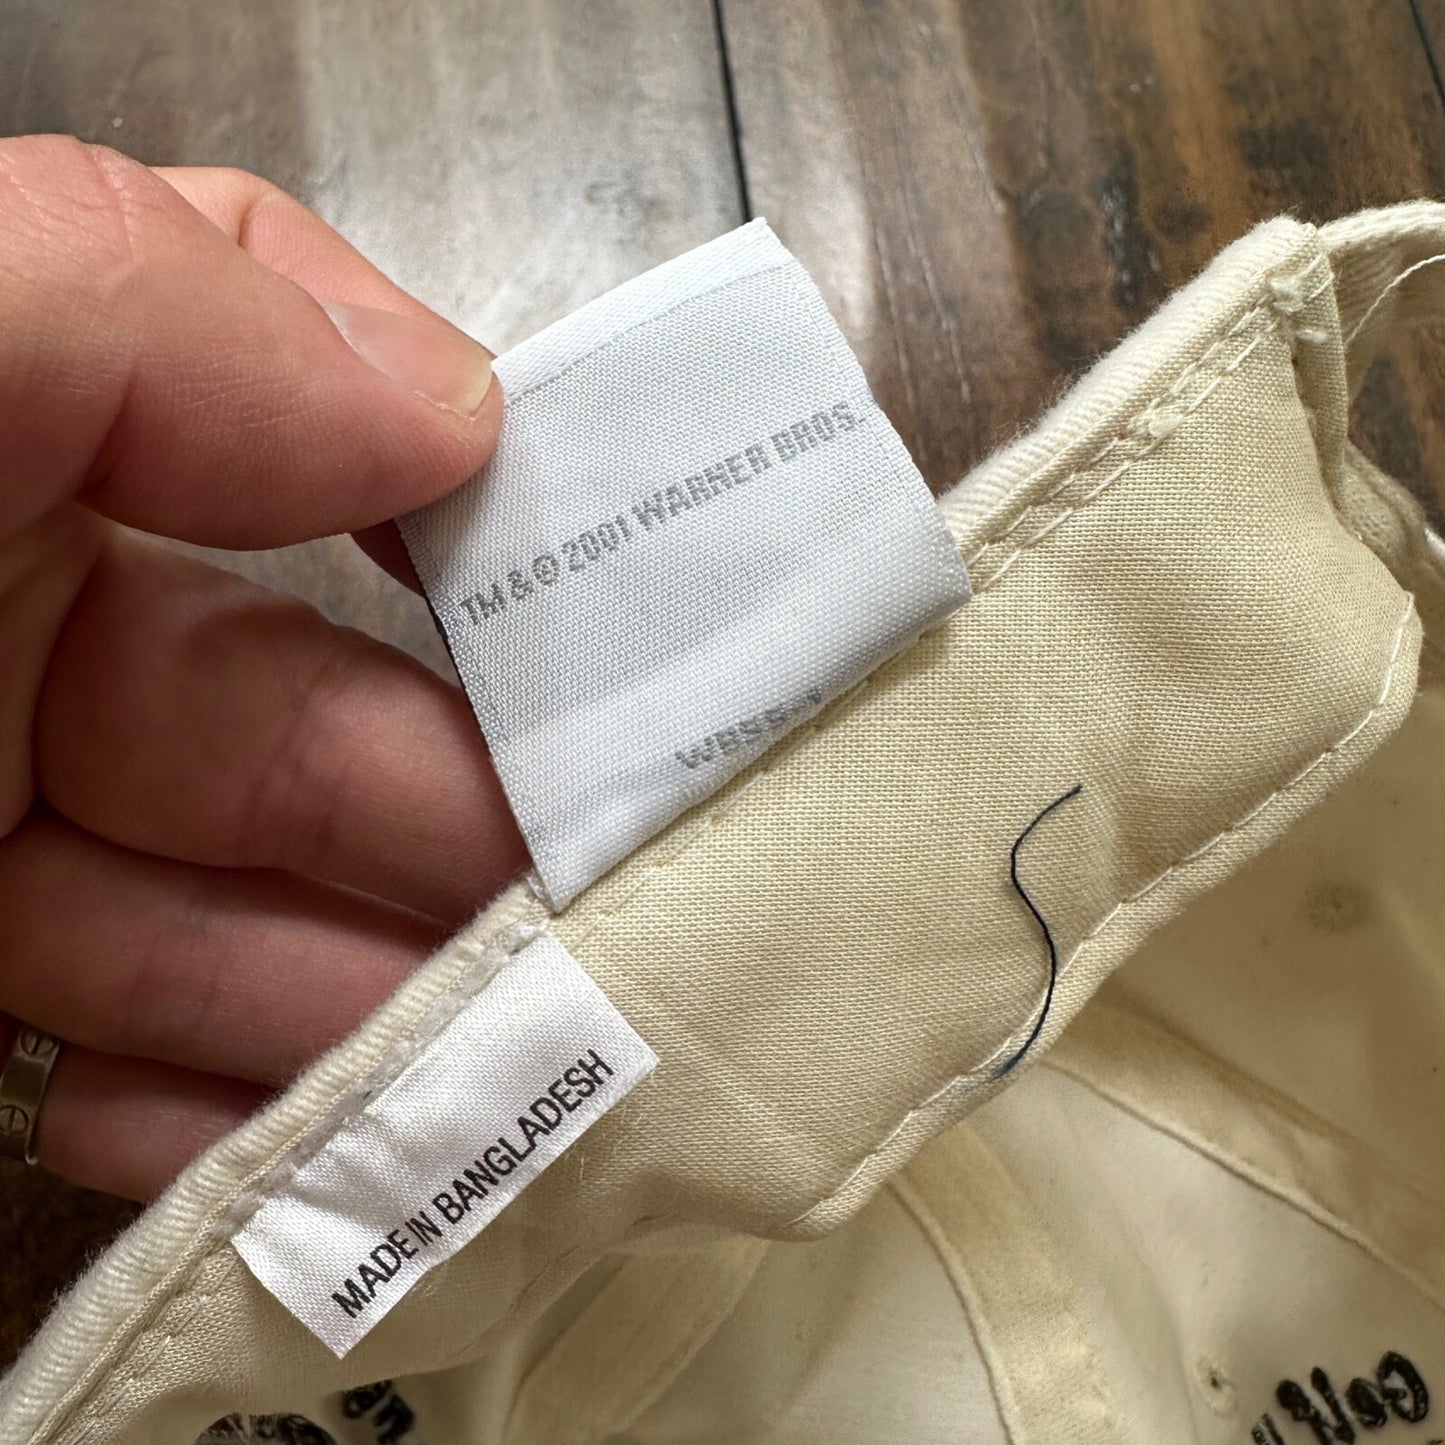 TM & © 2001 WARNER BROS.
MADE IN BANGLADESH